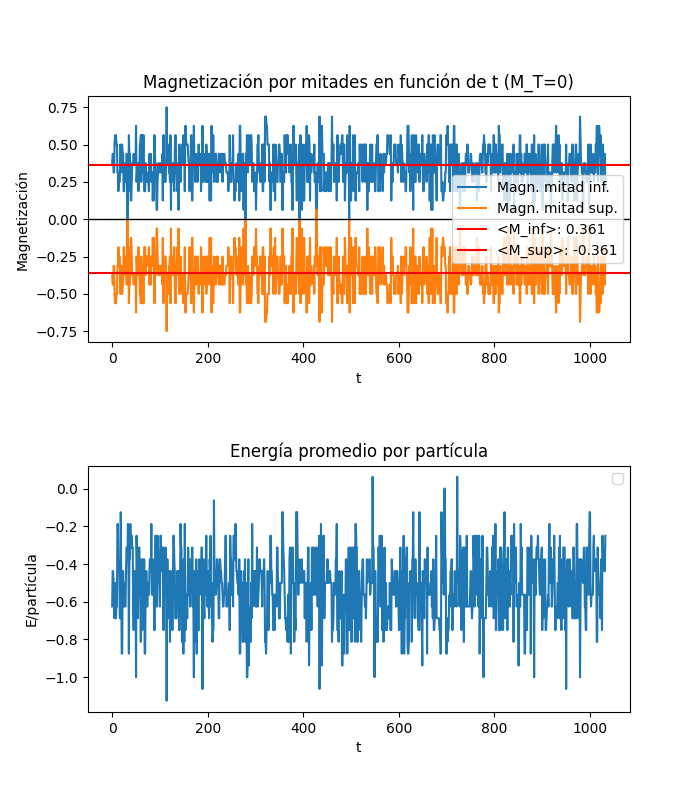 Magnetización por mitades en función de t (M_T=0)
0.75
0.50
0.25
0.00
−0.25
−0.50
−0.75
Magnetización
Magn. mitad inf.
Magn. mitad sup.
<M_inf>: 0.361
<M_sup>: -0.361
0 200 400 600 800 1000
t
Energía promedio por partícula
0.0
−0.2
−0.4
−0.6
−0.8
−1.0
E/partícula
0 200 400 600 800 1000
t